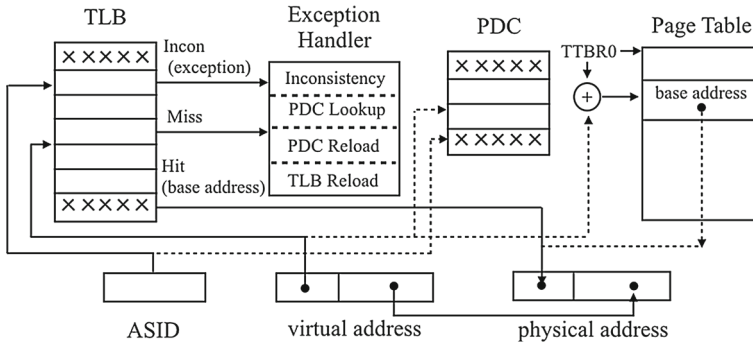 TLB
Exception
Handler
PDC
Page Table
Incon
(exception)
Miss
Hit
(base address)
× × × × ×
× × × × ×
Inconsistency
PDC Lookup
PDC Reload
TLB Reload
× × × × ×
× × × × ×
TTBR0
+
base address
ASID
virtual address
physical address